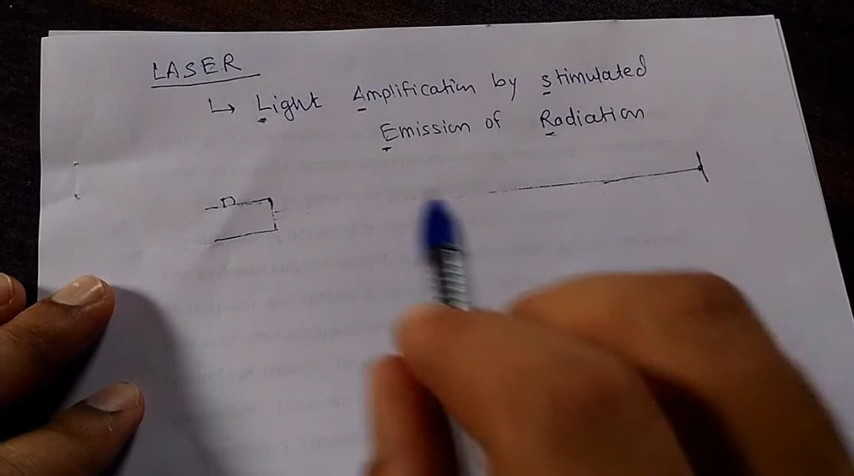 LASER
↳ Light Amplification by Stimulated
Emission of Radiation